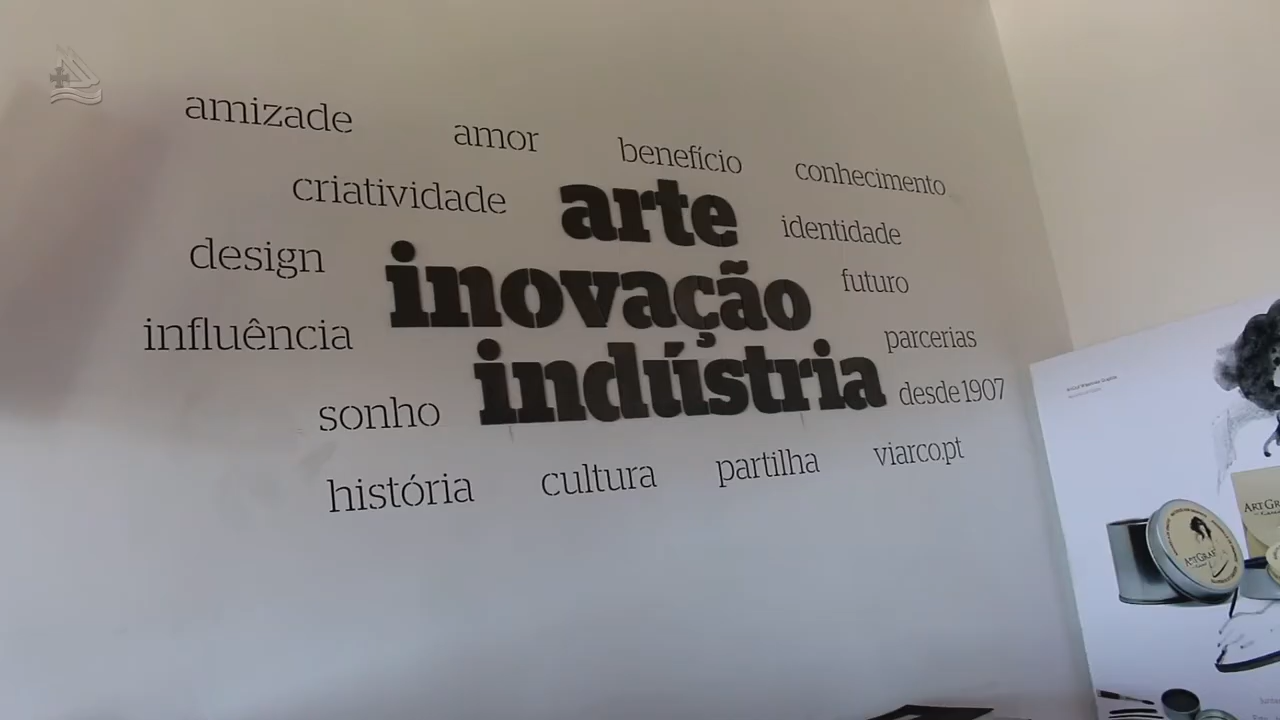 amizade amor benefício conhecimento
criatividade arte identidade
design inovação futuro
influência indústria parcerias
sonho desde 1907
história cultura partilha viarco.pt
ARTGRAF